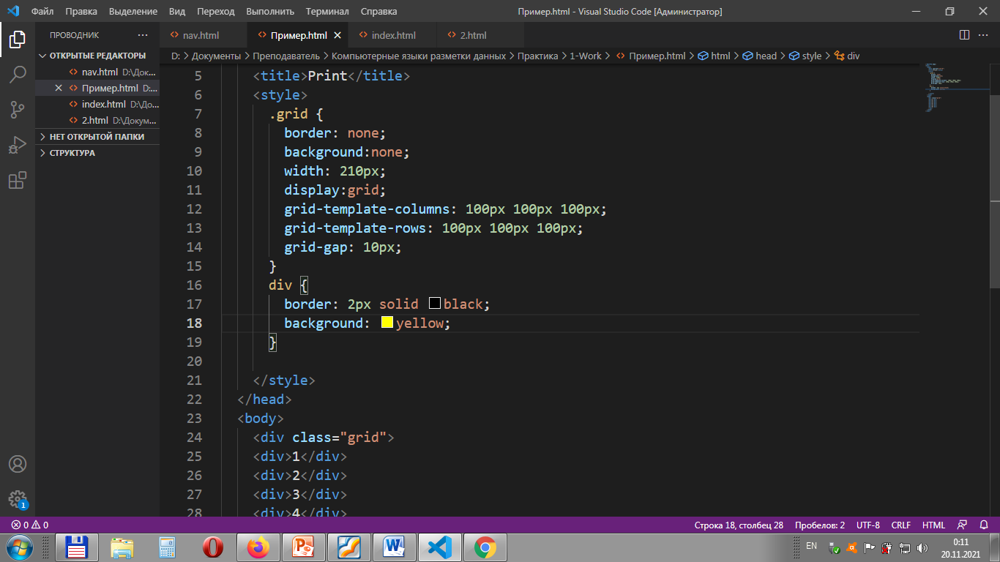 Файл Правка Выделение Вид Переход Выполнить Терминал Справка Пример.html - Visual Studio Code [Администратор]
ПРОВОДНИК ··· nav.html Пример.html index.html 2.html ···
ОТКРЫТЫЕ РЕДАКТОРЫ
nav.html D:\Док...
Пример.html D:...
index.html D:\До...
2.html D:\Докум...
НЕТ ОТКРЫТОЙ ПАПКИ
СТРУКТУРА
D: > Документы > Преподаватель > Компьютерные языки разметки данных > Практика > 1-Work > Пример.html > html > head > style > div
5 <title>Print</title>
6 <style>
7 .grid {
8 border: none;
9 background:none;
10 width: 210px;
11 display:grid;
12 grid-template-columns: 100px 100px 100px;
13 grid-template-rows: 100px 100px 100px;
14 grid-gap: 10px;
15 }
16 div {
17 border: 2px solid black;
18 background: yellow;
19 }
20
21 </style>
22 </head>
23 <body>
24 <div class="grid">
25 <div>1</div>
26 <div>2</div>
27 <div>3</div>
28 <div>4</div>
1
0 0 Строка 18, столбец 28 Пробелов: 2 UTF-8 CRLF HTML
EN 0:11
20.11.2021